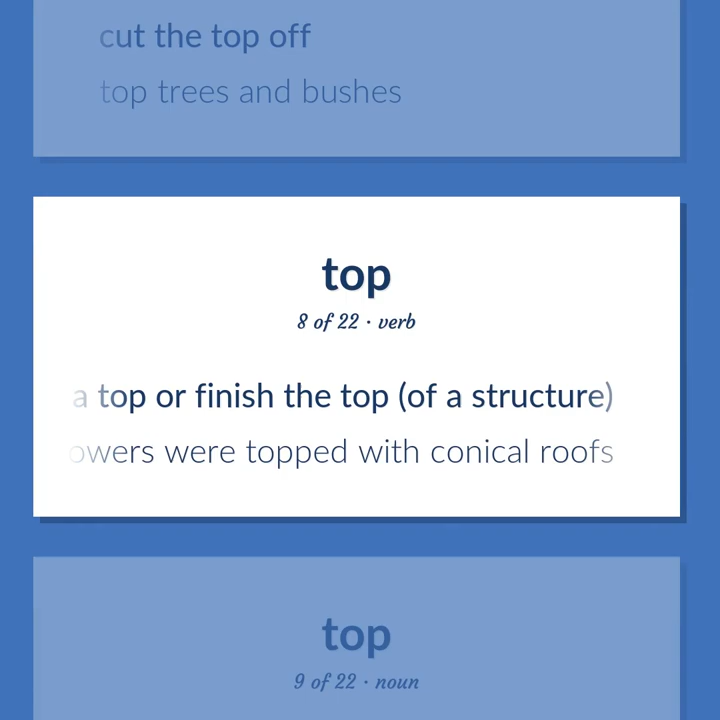 cut the top off
top trees and bushes
top
8 of 22 · verb
a top or finish the top (of a structure)
were topped with conical roofs
top
9 of 22 · noun